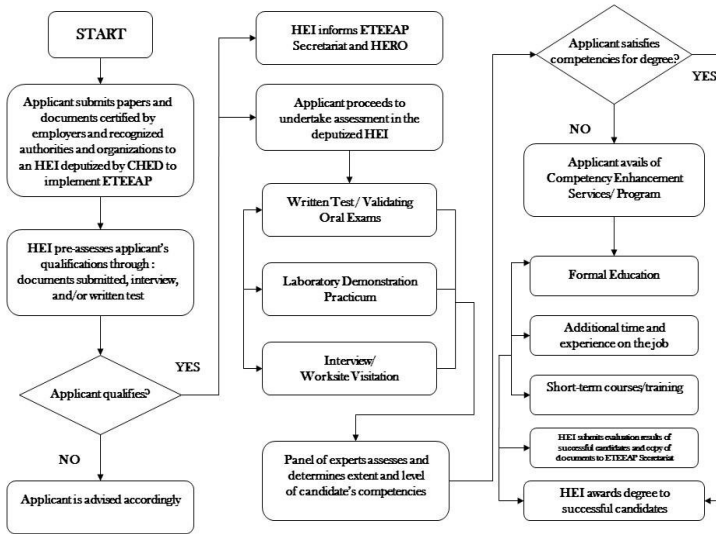 START
Applicant submits papers and
documents certified by
employers and recognized
authorities and organizations to
an HEI deputized by CHED to
implement ETEEAP
HEI pre-assesses applicant's
qualifications through :
documents submitted, interview,
and/or written test
Applicant qualifies?
YES
NO
Applicant is advised accordingly
HEI informs ETEEAP
Secretariat and HERO
Applicant proceeds to
undertake assessment in the
deputized HEI
Written Test/ Validating
Oral Exams
Laboratory Demonstration
Practicum
Interview/
Worksite Visitation
Panel of experts assesses and
determines extent and level
of candidate's competencies
Applicant satisfies
competencies for degree?
YES
NO
Applicant avails of
Competency Enhancement
Services/ Program
Formal Education
Additional time and
experience on the job
Short-term courses/training
HEI submits evaluation results of
successful candidates and copy of
documents to ETEEAP Secretariat
HEI awards degree to
successful candidates